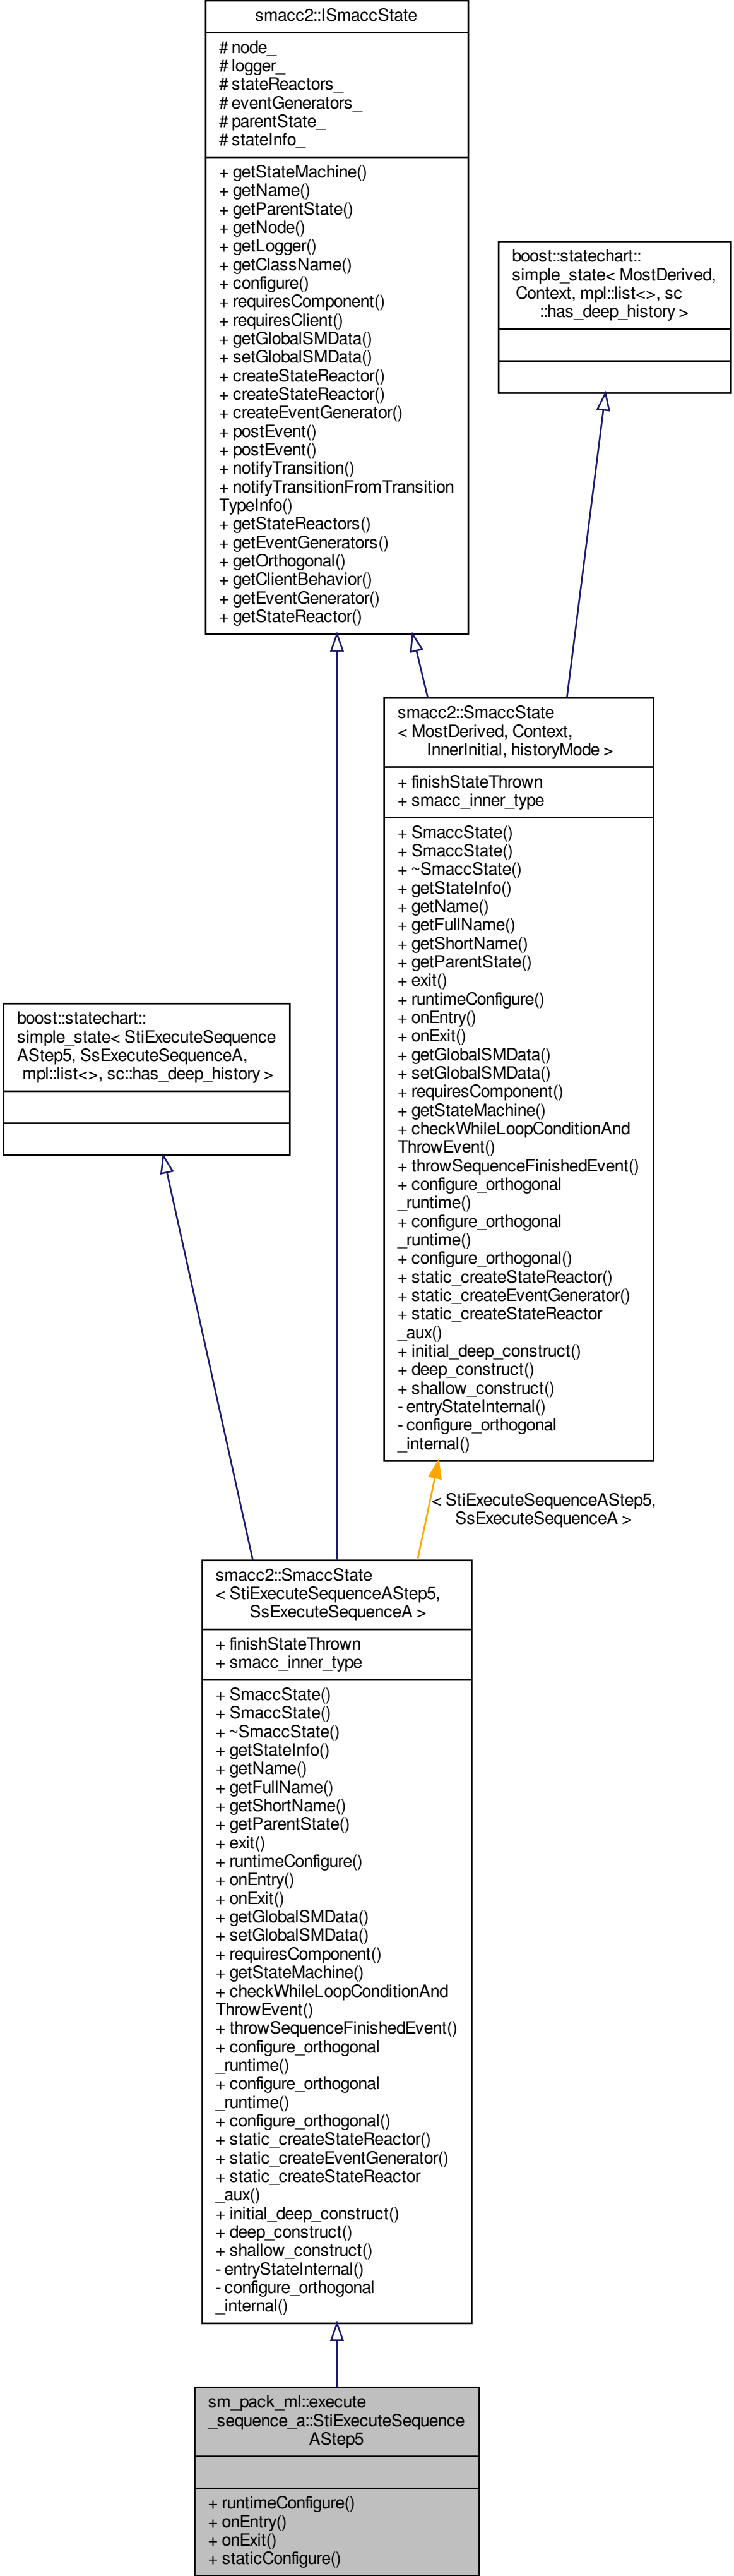 smacc2::ISmaccState
# node_
# logger_
# stateReactors_
# eventGenerators_
# parentState_
# stateInfo_
+ getStateMachine()
+ getName()
+ getParentState()
+ getNode()
+ getLogger()
+ getClassName()
+ configure()
+ requiresComponent()
+ requiresClient()
+ getGlobalSMData()
+ setGlobalSMData()
+ createStateReactor()
+ createStateReactor()
+ createEventGenerator()
+ postEvent()
+ postEvent()
+ notifyTransition()
+ notifyTransitionFromTransition
TypeInfo()
+ getStateReactors()
+ getEventGenerators()
+ getOrthogonal()
+ getClientBehavior()
+ getEventGenerator()
+ getStateReactor()
boost::statechart::
simple_state< MostDerived,
Context, mpl::list<>, sc
::has_deep_history >
smacc2::SmaccState
< MostDerived, Context,
InnerInitial, historyMode >
+ finishStateThrown
+ smacc_inner_type
+ SmaccState()
+ SmaccState()
+ ~SmaccState()
+ getStateInfo()
+ getName()
+ getFullName()
+ getShortName()
+ getParentState()
+ exit()
+ runtimeConfigure()
+ onEntry()
+ onExit()
+ getGlobalSMData()
+ setGlobalSMData()
+ requiresComponent()
+ getStateMachine()
+ checkWhileLoopConditionAnd
ThrowEvent()
+ throwSequenceFinishedEvent()
+ configure_orthogonal
_runtime()
+ configure_orthogonal
_runtime()
+ configure_orthogonal()
+ static_createStateReactor()
+ static_createEventGenerator()
+ static_createStateReactor
_aux()
+ initial_deep_construct()
+ deep_construct()
+ shallow_construct()
- entryStateInternal()
- configure_orthogonal
_internal()
boost::statechart::
simple_state< StiExecuteSequence
AStep5, SsExecuteSequenceA,
mpl::list<>, sc::has_deep_history >
< StiExecuteSequenceAStep5,
SsExecuteSequenceA >
smacc2::SmaccState
< StiExecuteSequenceAStep5,
SsExecuteSequenceA >
+ finishStateThrown
+ smacc_inner_type
+ SmaccState()
+ SmaccState()
+ ~SmaccState()
+ getStateInfo()
+ getName()
+ getFullName()
+ getShortName()
+ getParentState()
+ exit()
+ runtimeConfigure()
+ onEntry()
+ onExit()
+ getGlobalSMData()
+ setGlobalSMData()
+ requiresComponent()
+ getStateMachine()
+ checkWhileLoopConditionAnd
ThrowEvent()
+ throwSequenceFinishedEvent()
+ configure_orthogonal
_runtime()
+ configure_orthogonal
_runtime()
+ configure_orthogonal()
+ static_createStateReactor()
+ static_createEventGenerator()
+ static_createStateReactor
_aux()
+ initial_deep_construct()
+ deep_construct()
+ shallow_construct()
- entryStateInternal()
- configure_orthogonal
_internal()
sm_pack_ml::execute
_sequence_a::StiExecuteSequence
AStep5
+ runtimeConfigure()
+ onEntry()
+ onExit()
+ staticConfigure()